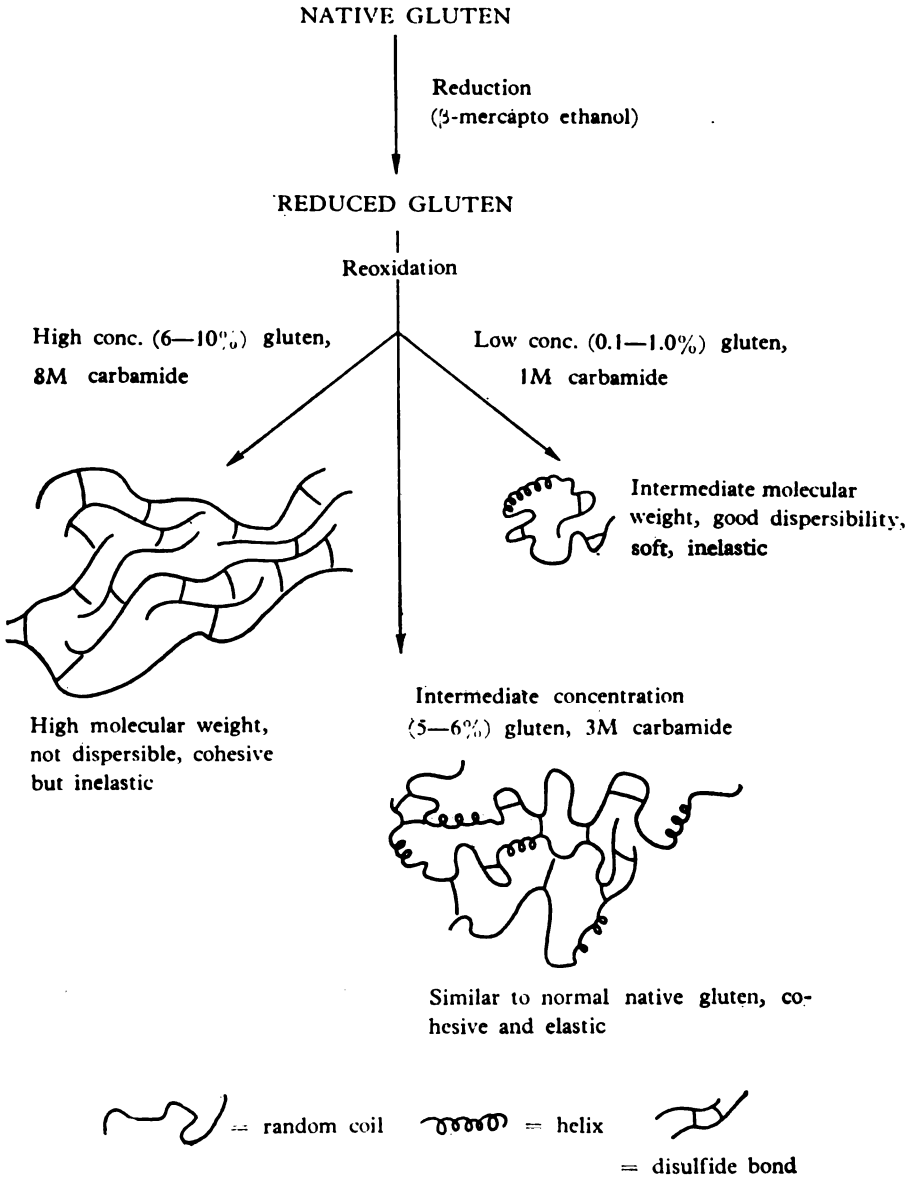 NATIVE GLUTEN
Reduction
(β-mercapto ethanol)
REDUCED GLUTEN
Reoxidation
High conc. (6—10%) gluten,
8M carbamide
Low conc. (0.1—1.0%) gluten,
1M carbamide
Intermediate molecular
weight, good dispersibility,
soft, inelastic
High molecular weight,
not dispersible, cohesive
but inelastic
Intermediate concentration
(5—6%) gluten, 3M carbamide
Similar to normal native gluten, co-
hesive and elastic
= random coil
= helix
= disulfide bond